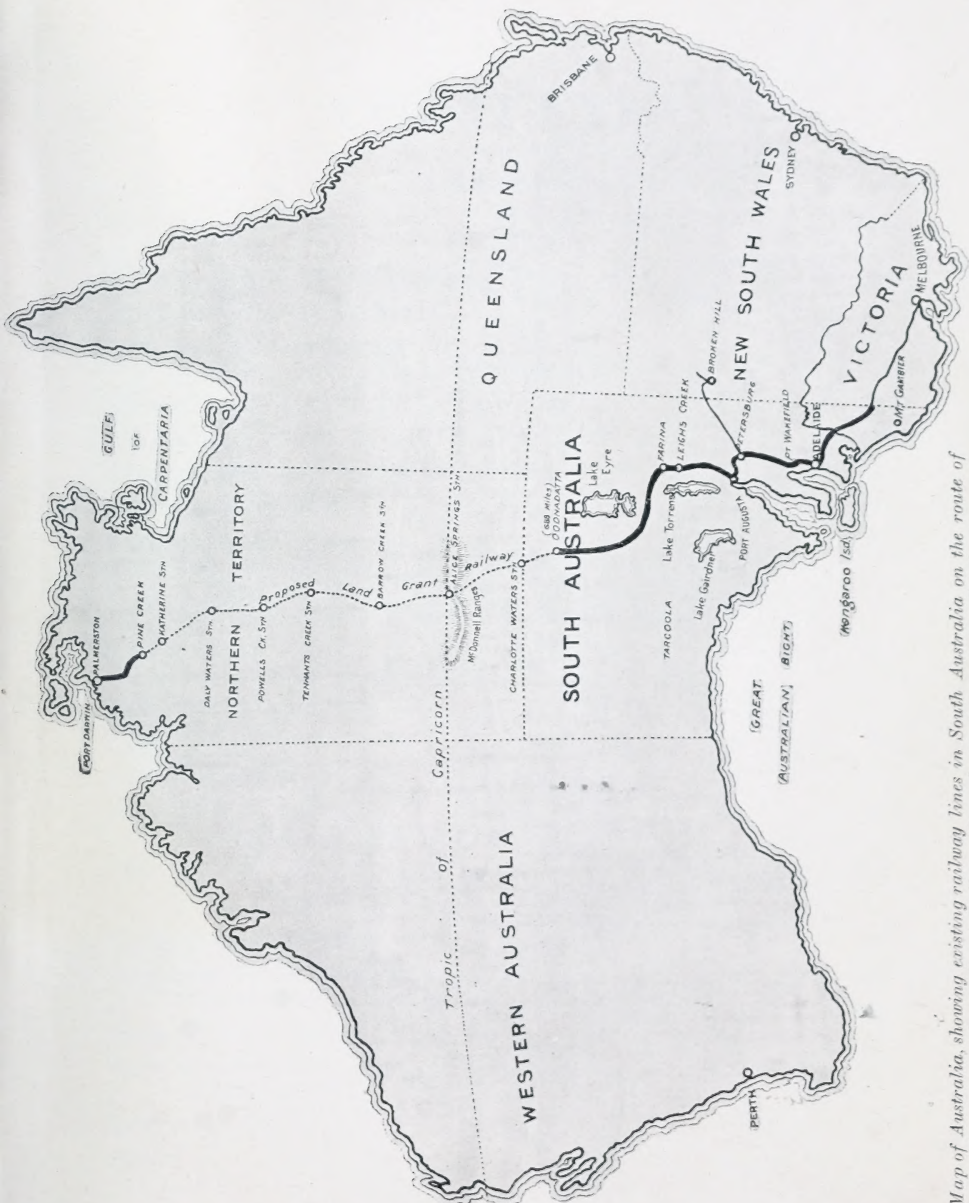 GULF
OF
CARPENTARIA
PORT DARWIN
PALMERSTON
PINE CREEK
KATHERINE STN
DALY WATERS STN
NORTHERN TERRITORY
POWELLS CK. STN
TENNANTS CREEK STN
Proposed Land Grant Railway
BARROW CREEK STN
ALICE SPRINGS STN
McDonnell Ranges
Tropic of Capricorn
CHARLOTTE WATERS STN
QUEENSLAND
BRISBANE
WESTERN AUSTRALIA
PERTH
SOUTH AUSTRALIA
(688 Miles)
OODNADATTA
Lake
Eyre
FARINA
LEIGHS CREEK
Lake Torrens
TARCOOLA
Lake Gairdner
PORT AUGUSTA
PETERSBURG
BROKEN HILL
NEW SOUTH WALES
SYDNEY
PT WAKEFIELD
ADELAIDE
VICTORIA
MELBOURNE
MT GAMBIER
(GREAT
AUSTRALIAN BIGHT)
(Kongaroo Isd)
Map of Australia, showing existing railway lines in South Australia on the route of